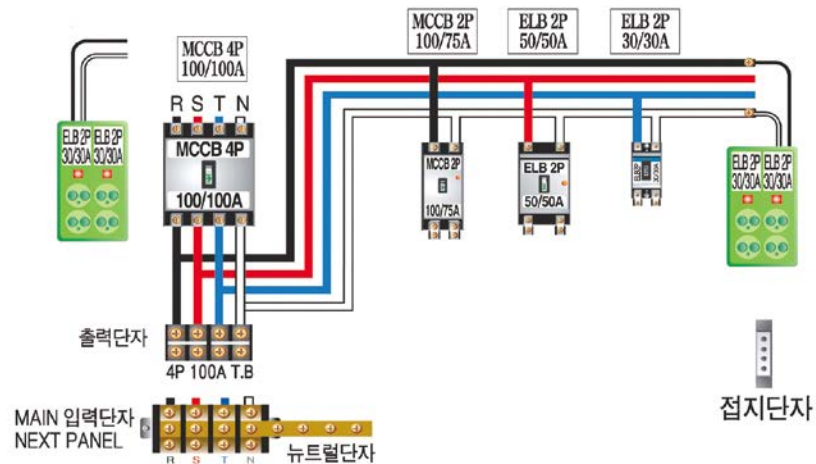 MCCB 4P
100/100A
MCCB 2P
100/75A
ELB 2P
50/50A
ELB 2P
30/30A
R S T N
ELB 2P
30/30A
ELB 2P
30/30A
MCCB 4P
100/100A
MCCB 2P
100/75A
ELB 2P
50/50A
ELB2P
30/30A
ELB 2P
30/30A
ELB 2P
30/30A
출력단자
4P 100A T.B
접지단자
MAIN 입력단자
NEXT PANEL
R S T N
뉴트럴단자